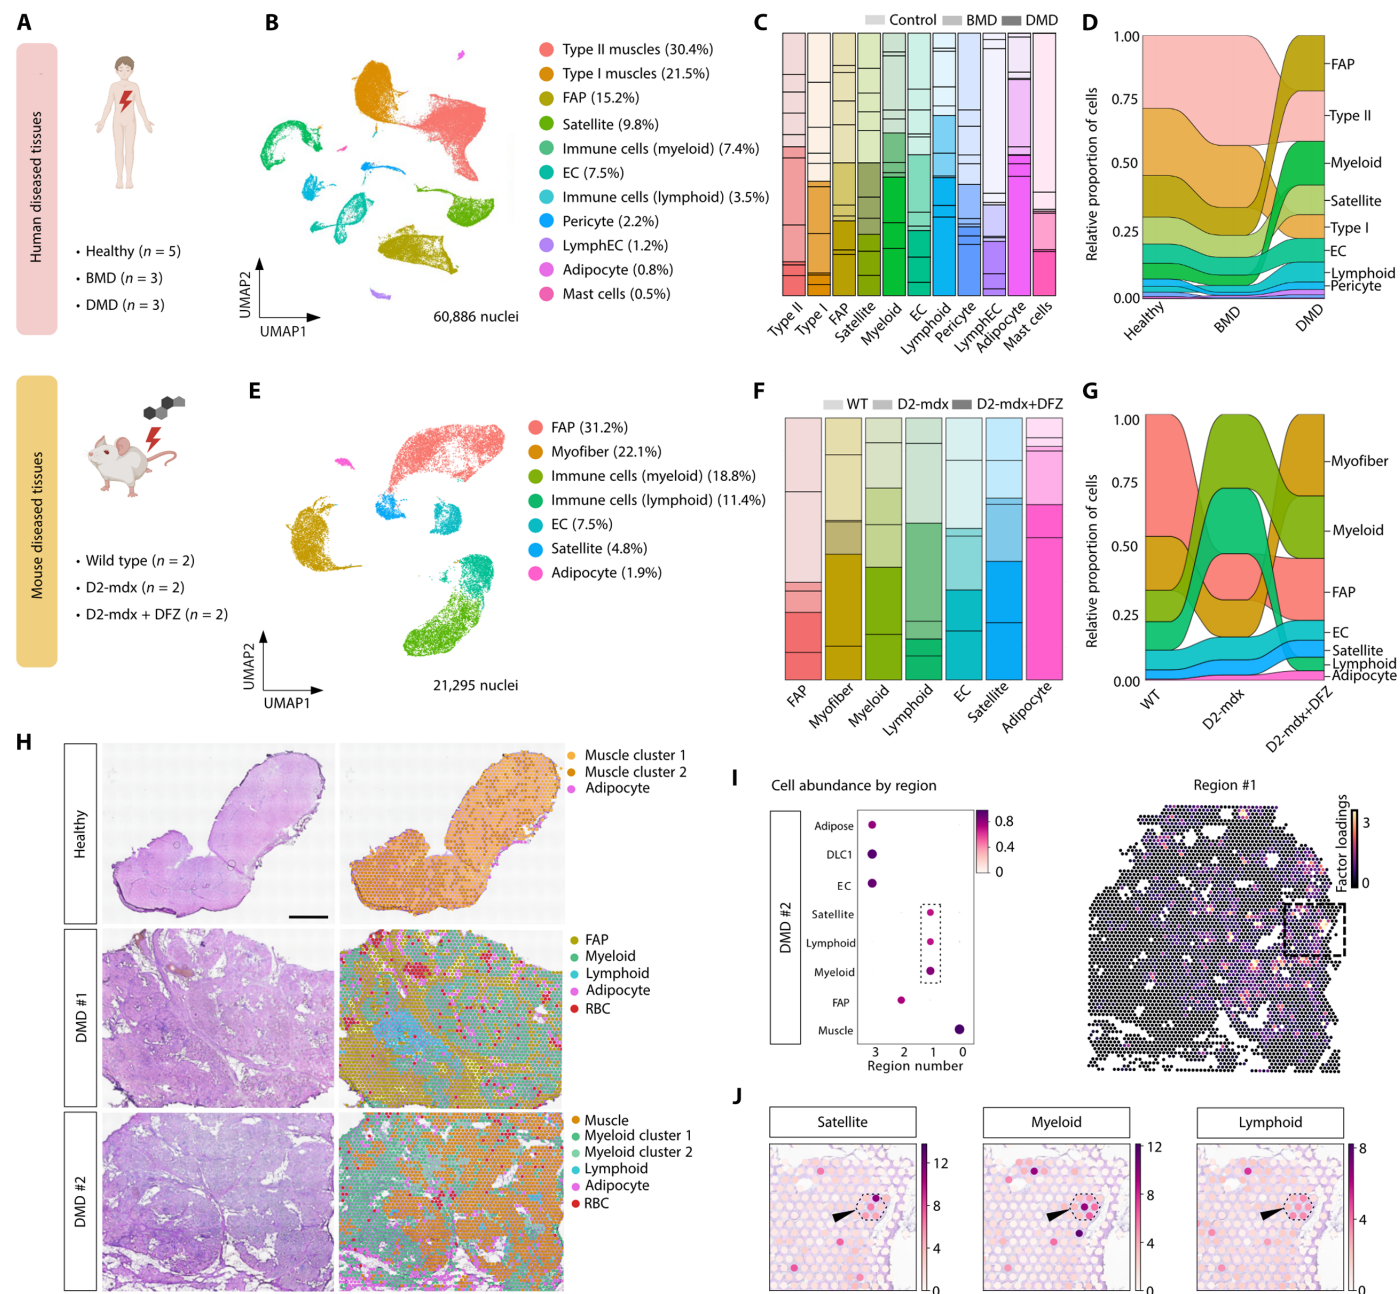 A
Human diseased tissues
• Healthy (n = 5)
• BMD (n = 3)
• DMD (n = 3)
B
UMAP2
UMAP1
60,886 nuclei
Type II muscles (30.4%)
Type I muscles (21.5%)
FAP (15.2%)
Satellite (9.8%)
Immune cells (myeloid) (7.4%)
EC (7.5%)
Immune cells (lymphoid) (3.5%)
Pericyte (2.2%)
LymphEC (1.2%)
Adipocyte (0.8%)
Mast cells (0.5%)
C
Control BMD DMD
Type II
Type I
FAP
Satellite
Myeloid
EC
Lymphoid
Pericyte
LymphEC
Adipocyte
Mast cells
D
Relative proportion of cells
1.00
0.75
0.50
0.25
0.00
Healthy
BMD
DMD
FAP
Type II
Myeloid
Satellite
Type I
EC
Lymphoid
Pericyte
Mouse diseased tissues
• Wild type (n = 2)
• D2-mdx (n = 2)
• D2-mdx + DFZ (n = 2)
E
UMAP2
UMAP1
21,295 nuclei
FAP (31.2%)
Myofiber (22.1%)
Immune cells (myeloid) (18.8%)
Immune cells (lymphoid) (11.4%)
EC (7.5%)
Satellite (4.8%)
Adipocyte (1.9%)
F
WT D2-mdx D2-mdx+DFZ
FAP
Myofiber
Myeloid
Lymphoid
EC
Satellite
Adipocyte
G
Relative proportion of cells
1.00
0.75
0.50
0.25
0.00
WT
D2-mdx
D2-mdx+DFZ
Myofiber
Myeloid
FAP
EC
Satellite
Lymphoid
Adipocyte
H
Healthy
Muscle cluster 1
Muscle cluster 2
Adipocyte
DMD #1
FAP
Myeloid
Lymphoid
Adipocyte
RBC
DMD #2
Muscle
Myeloid cluster 1
Myeloid cluster 2
Lymphoid
Adipocyte
RBC
I
Cell abundance by region
DMD #2
Adipose
DLC1
EC
Satellite
Lymphoid
Myeloid
FAP
Muscle
3 2 1 0
Region number
0.8
0.4
0
Region #1
Factor loadings
3
0
J
Satellite
12
8
4
0
Myeloid
12
8
4
0
Lymphoid
8
4
0